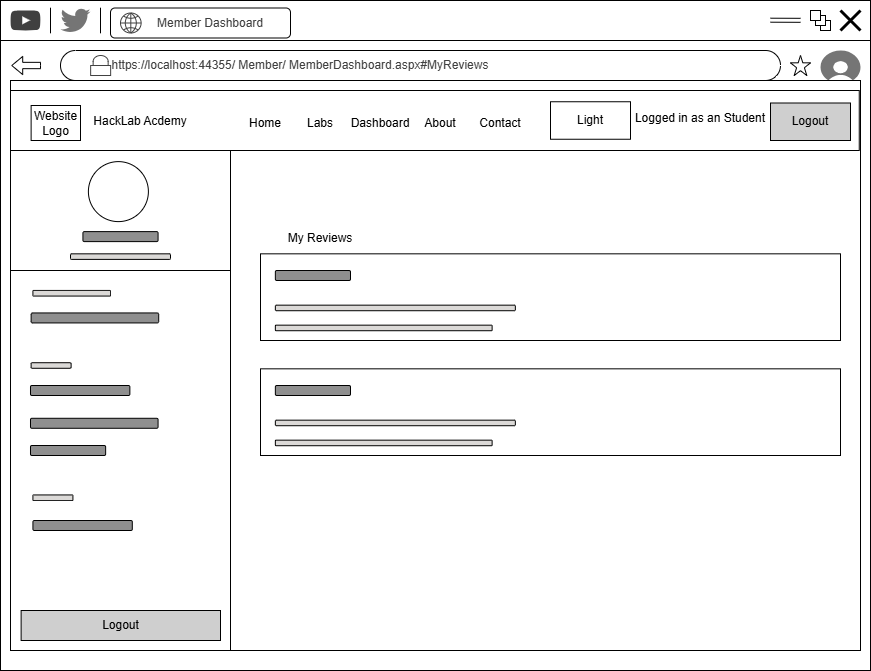 Member Dashboard
https://localhost:44355/ Member/ MemberDashboard.aspx#MyReviews
Website
Logo
HackLab Acdemy
Home
Labs
Dashboard
About
Contact
Light
Logged in as an Student
Logout
My Reviews
Logout